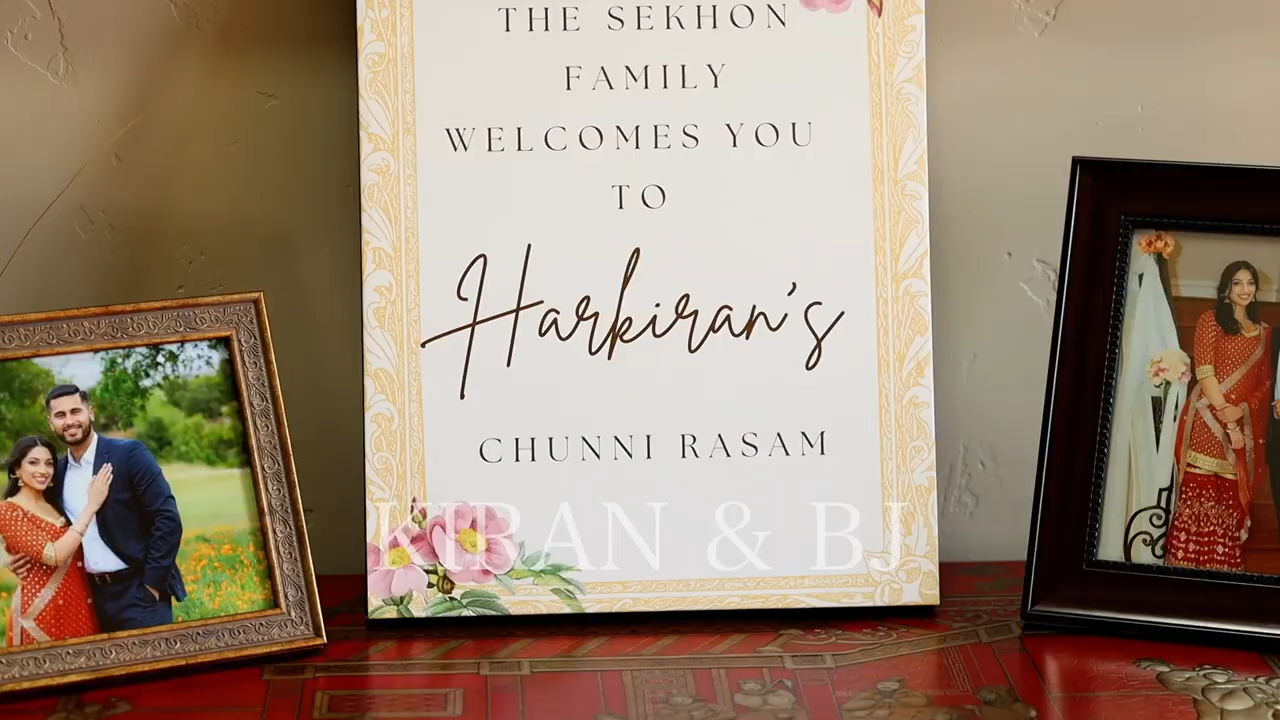 THE SEKHON
FAMILY
WELCOMES YOU
TO
Harkiran's
CHUNNI RASAM
KIRAN & BJ